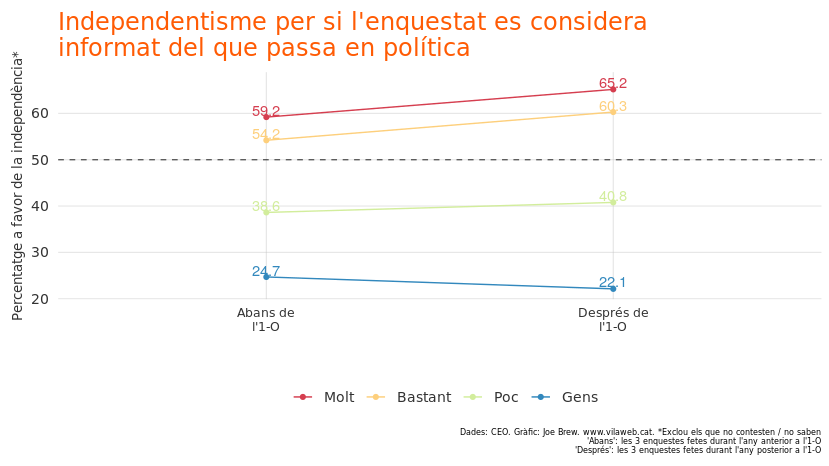 Independentisme per si l'enquestat es considera
informat del que passa en política
Percentatge a favor de la independència*
60
50
40
30
20
59.2
65.2
54.2
60.3
38.6
40.8
24.7
22.1
Abans de
l'1-O
Després de
l'1-O
Molt
Bastant
Poc
Gens
Dades: CEO. Gràfic: Joe Brew. www.vilaweb.cat. *Exclou els que no contesten / no saben
'Abans': les 3 enquestes fetes durant l'any anterior a l'1-O
'Després': les 3 enquestes fetes durant l'any posterior a l'1-O